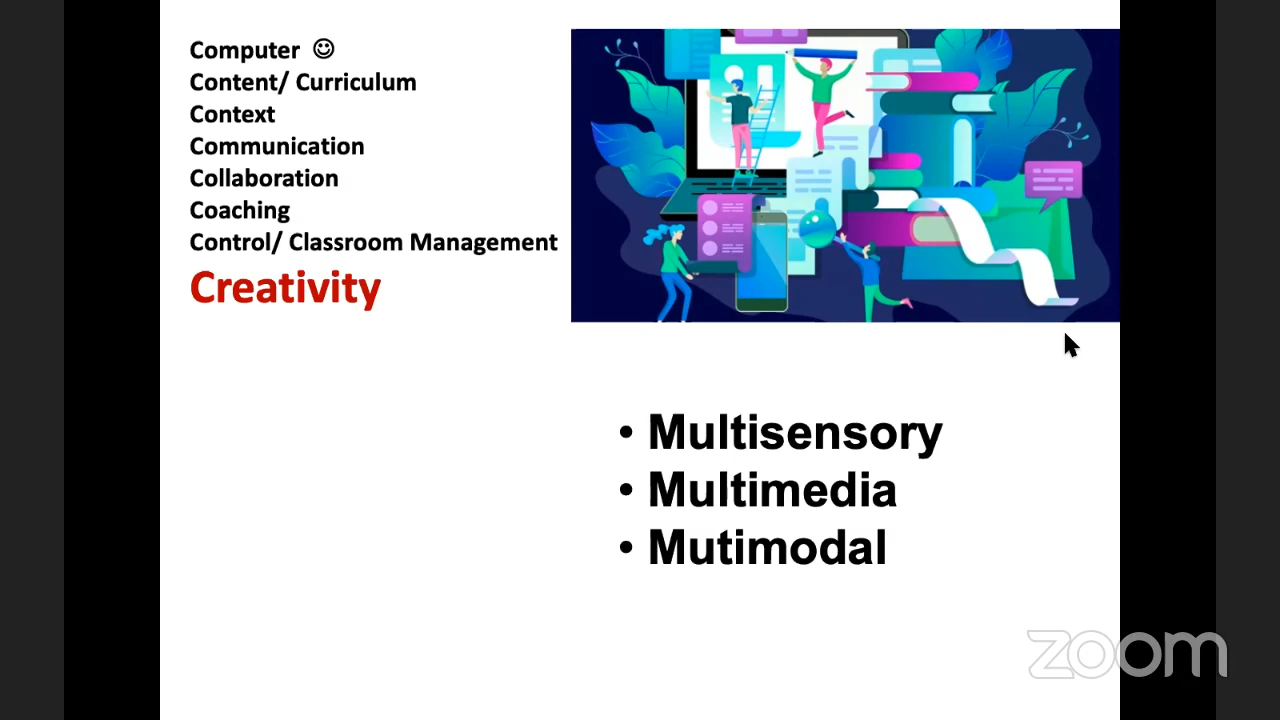 Computer ☺
Content/ Curriculum
Context
Communication
Collaboration
Coaching
Control/ Classroom Management
Creativity
• Multisensory
• Multimedia
• Mutimodal
zoom